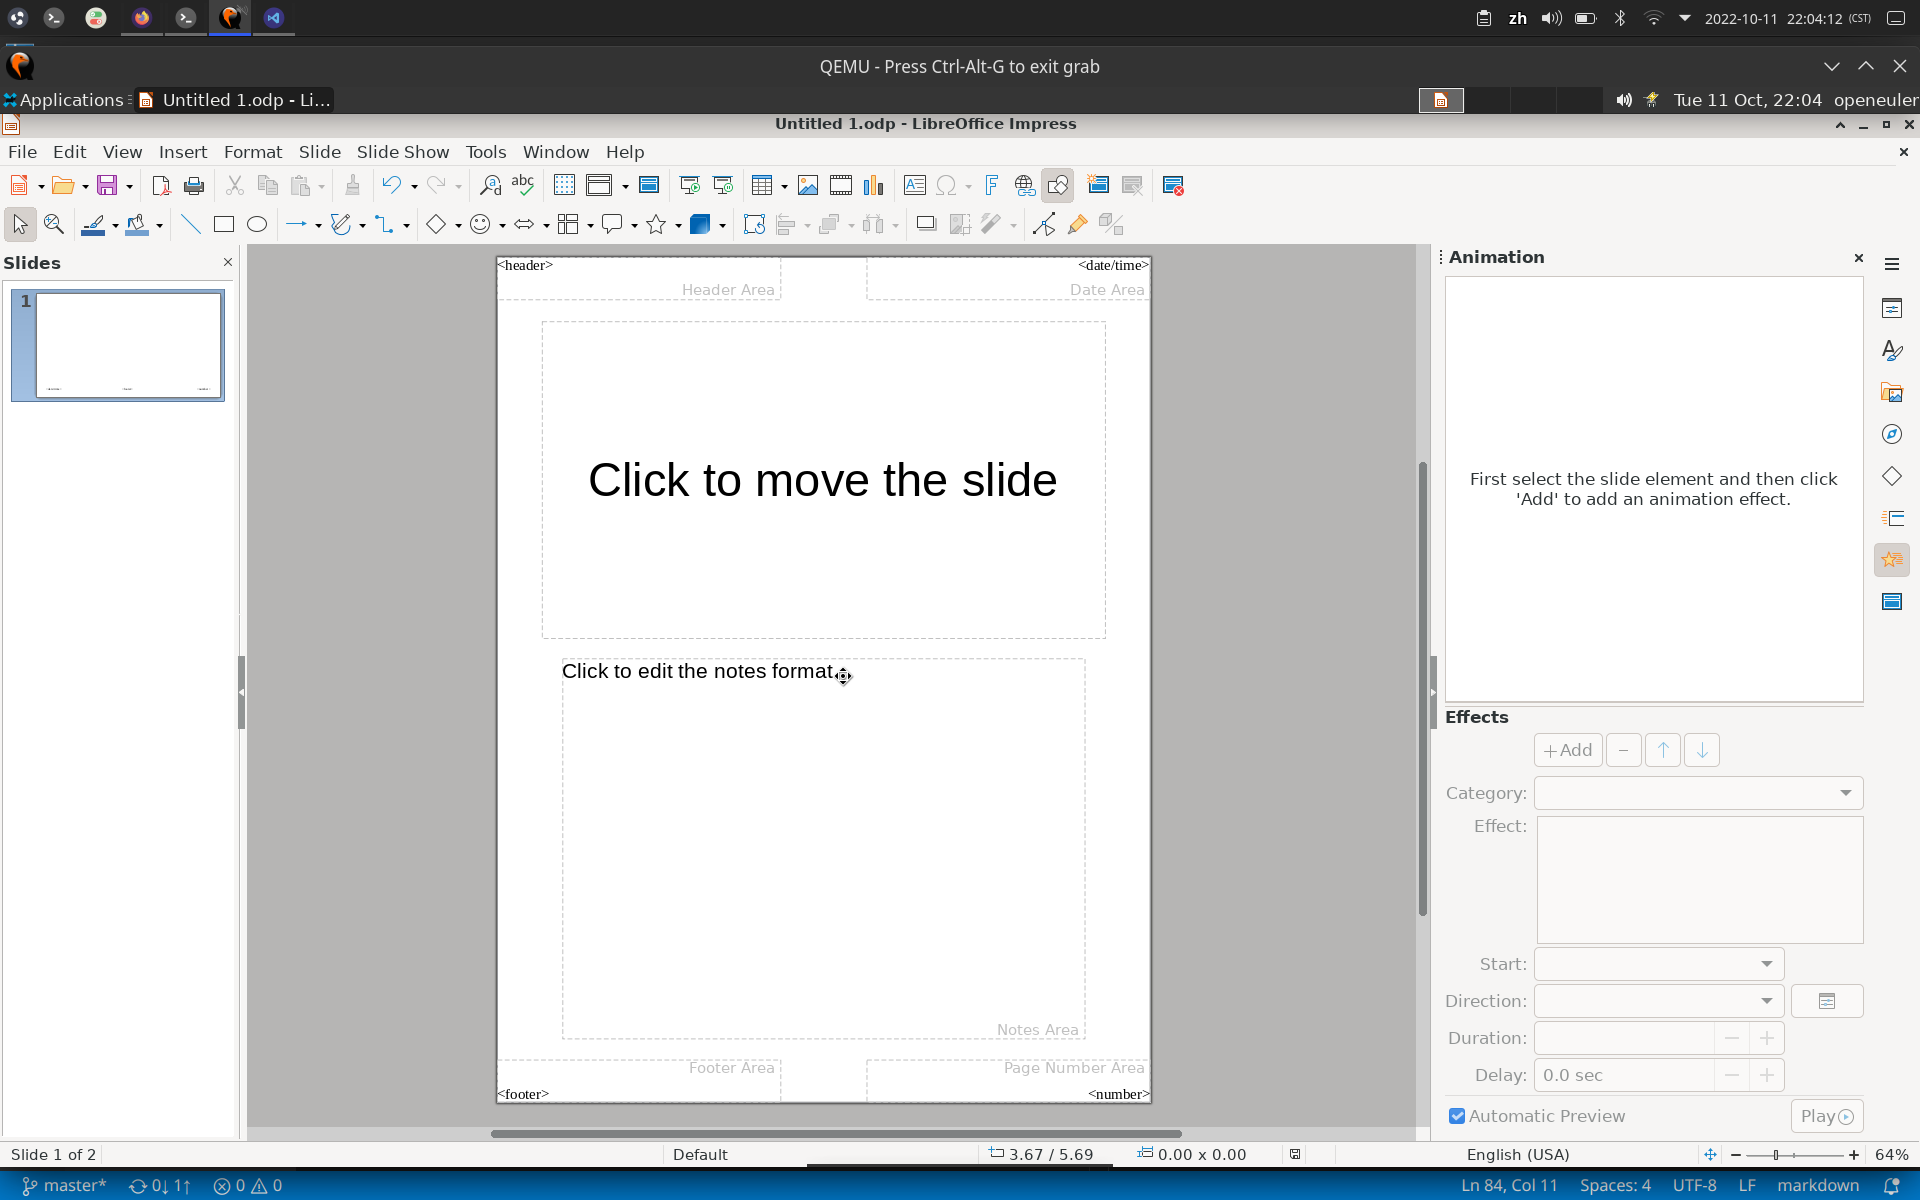 zh
2022-10-11 22:04:12 (CST)
QEMU - Press Ctrl-Alt-G to exit grab
Applications
Untitled 1.odp - Li...
Tue 11 Oct, 22:04 openeuler
Untitled 1.odp - LibreOffice Impress
File Edit View Insert Format Slide Slide Show Tools Window Help
abc
Slides
1
<header>
<date/time>
Header Area
Date Area
Click to move the slide
Click to edit the notes format
Notes Area
Footer Area
Page Number Area
<footer>
<number>
Animation
First select the slide element and then click
'Add' to add an animation effect.
Effects
Add
Category:
Effect:
Start:
Direction:
Duration:
Delay: 0.0 sec
Automatic Preview
Play
Slide 1 of 2
Default
3.67 / 5.69
0.00 x 0.00
English (USA)
64%
master*
0↓ 1↑
0
0
Ln 84, Col 11
Spaces: 4
UTF-8
LF
markdown